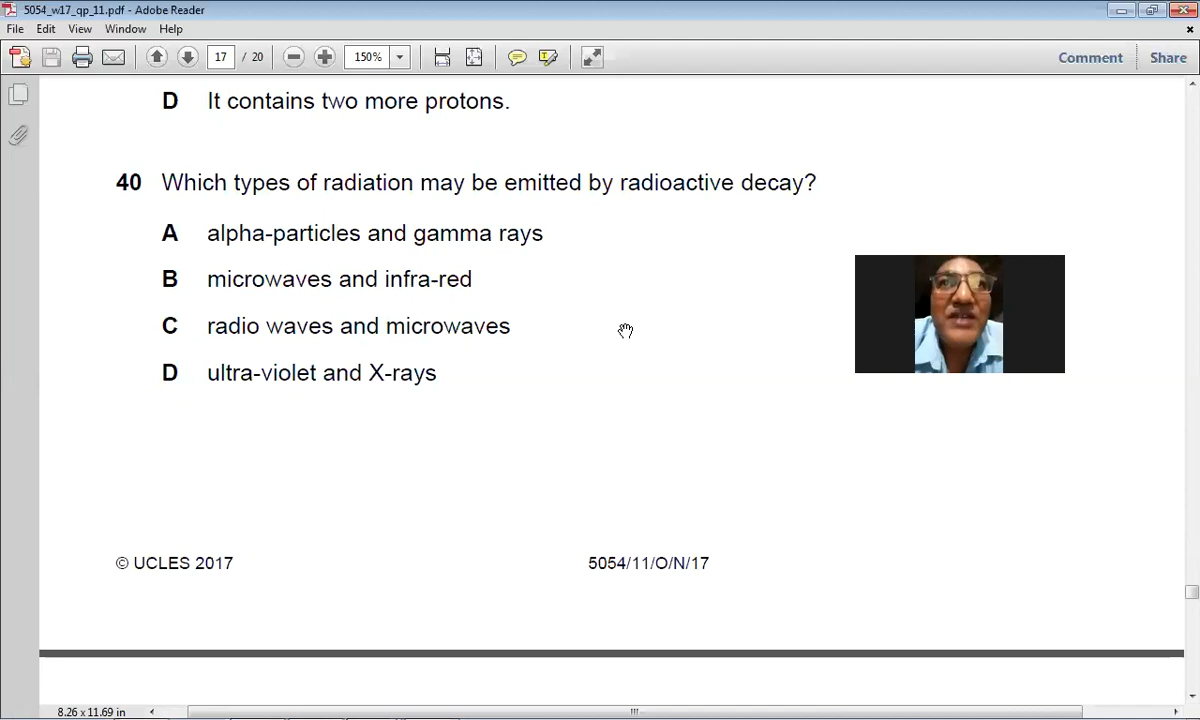 5054_w17_qp_11.pdf - Adobe Reader
File Edit View Window Help
17 / 20 150% Comment Share
D It contains two more protons.
40 Which types of radiation may be emitted by radioactive decay?
A alpha-particles and gamma rays
B microwaves and infra-red
C radio waves and microwaves
D ultra-violet and X-rays
© UCLES 2017 5054/11/O/N/17
8.26 x 11.69 in